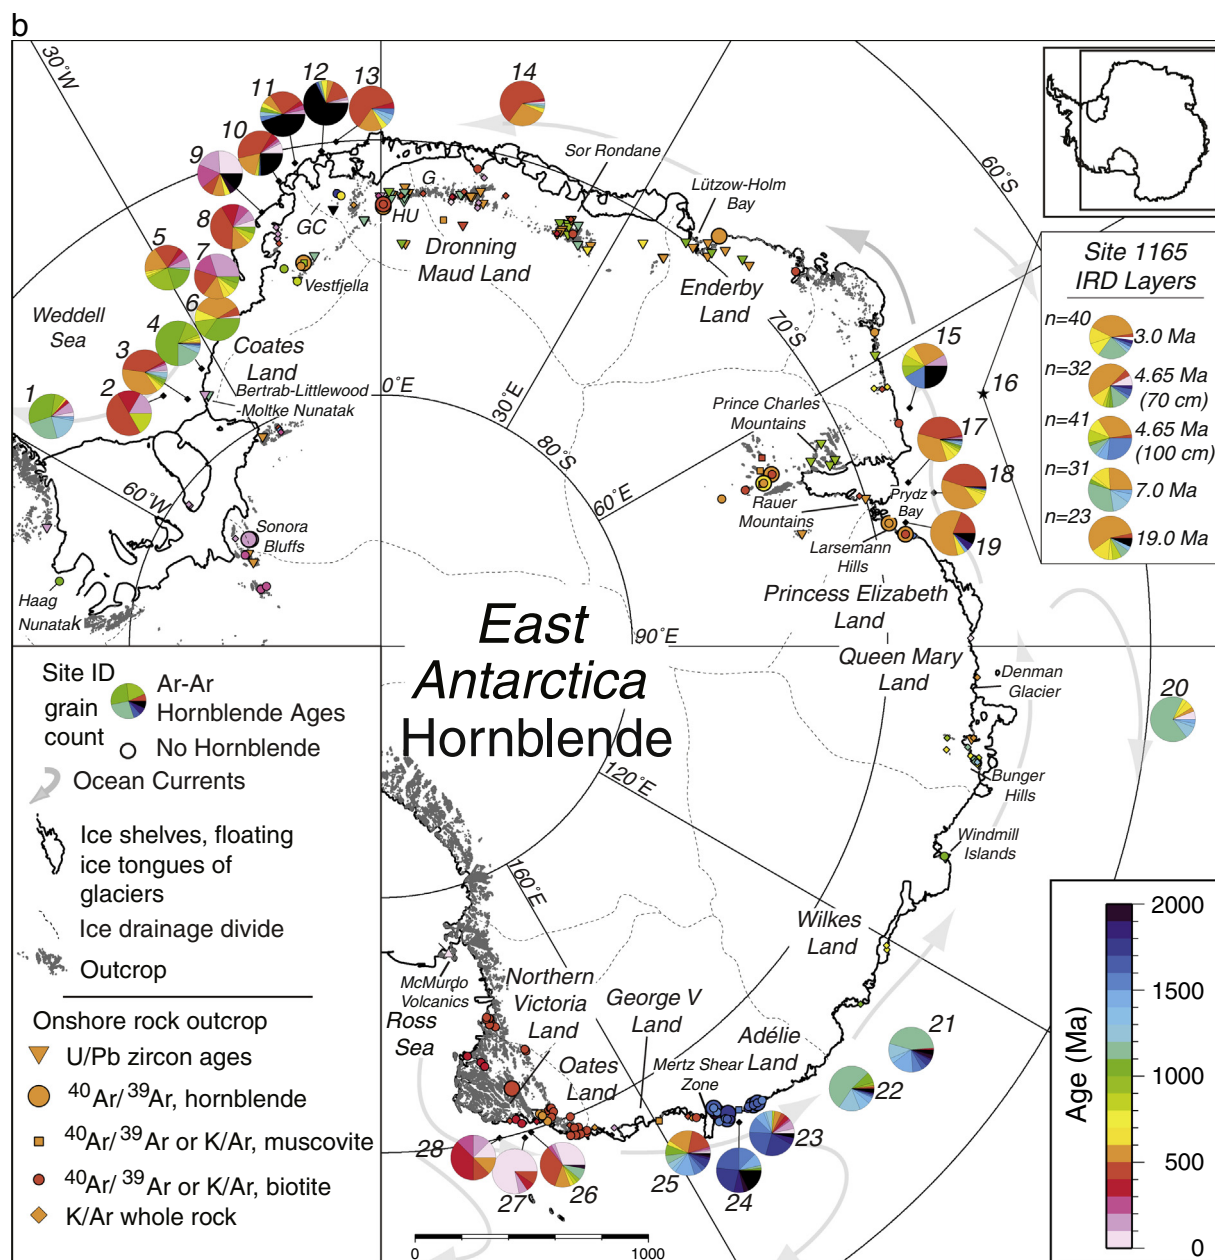 b
30°W
11
12
13
14
10
9
8
7
5
6
4
3
2
1
Weddell
Sea
GC
G
HU
Vestfjella
Sor Rondane
Lützow-Holm
Bay
Dronning
Maud Land
Enderby
Land
Coates
Land
Bertrab-Littlewood
-Moltke Nunatak
0°E
30°E
80°S
70°S
60°S
60°E
60°W
Prince Charles
Mountains
15
16
17
18
19
Rauer
Mountains
Prydz
Bay
Larsemann
Hills
Sonora
Bluffs
Haag
Nunatak
Site 1165
IRD Layers
n=40
3.0 Ma
n=32
4.65 Ma
(70 cm)
n=41
4.65 Ma
(100 cm)
n=31
7.0 Ma
n=23
19.0 Ma
Princess Elizabeth
Land
East
Antarctica
Hornblende
90°E
Queen Mary
Land
Denman
Glacier
20
Bunger
Hills
120°E
Windmill
Islands
160°E
Wilkes
Land
McMurdo
Volcanics
Ross
Sea
Northern
Victoria
Land
George V
Land
Oates
Land
Mertz Shear
Zone
Adélie
Land
21
22
23
24
25
26
27
28
0
1000
Site ID
grain
count
Ar-Ar
Hornblende Ages
No Hornblende
Ocean Currents
Ice shelves, floating
ice tongues of
glaciers
Ice drainage divide
Outcrop
Onshore rock outcrop
U/Pb zircon ages
40Ar/ 39Ar, hornblende
40Ar/ 39Ar or K/Ar, muscovite
40Ar/ 39Ar or K/Ar, biotite
K/Ar whole rock
Age (Ma)
2000
1500
1000
500
0